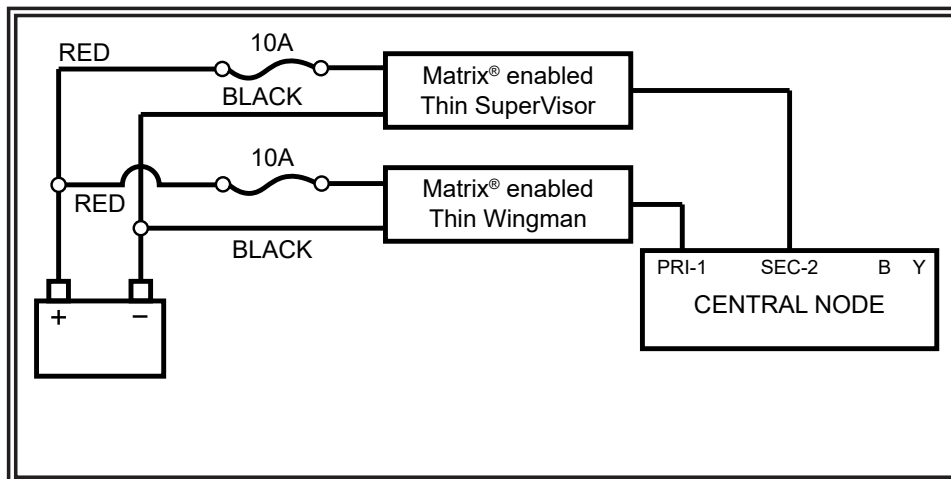 10A
RED
Matrix® enabled
Thin SuperVisor
BLACK
10A
RED
Matrix® enabled
Thin Wingman
BLACK
PRI-1 SEC-2 B Y
CENTRAL NODE
+ −